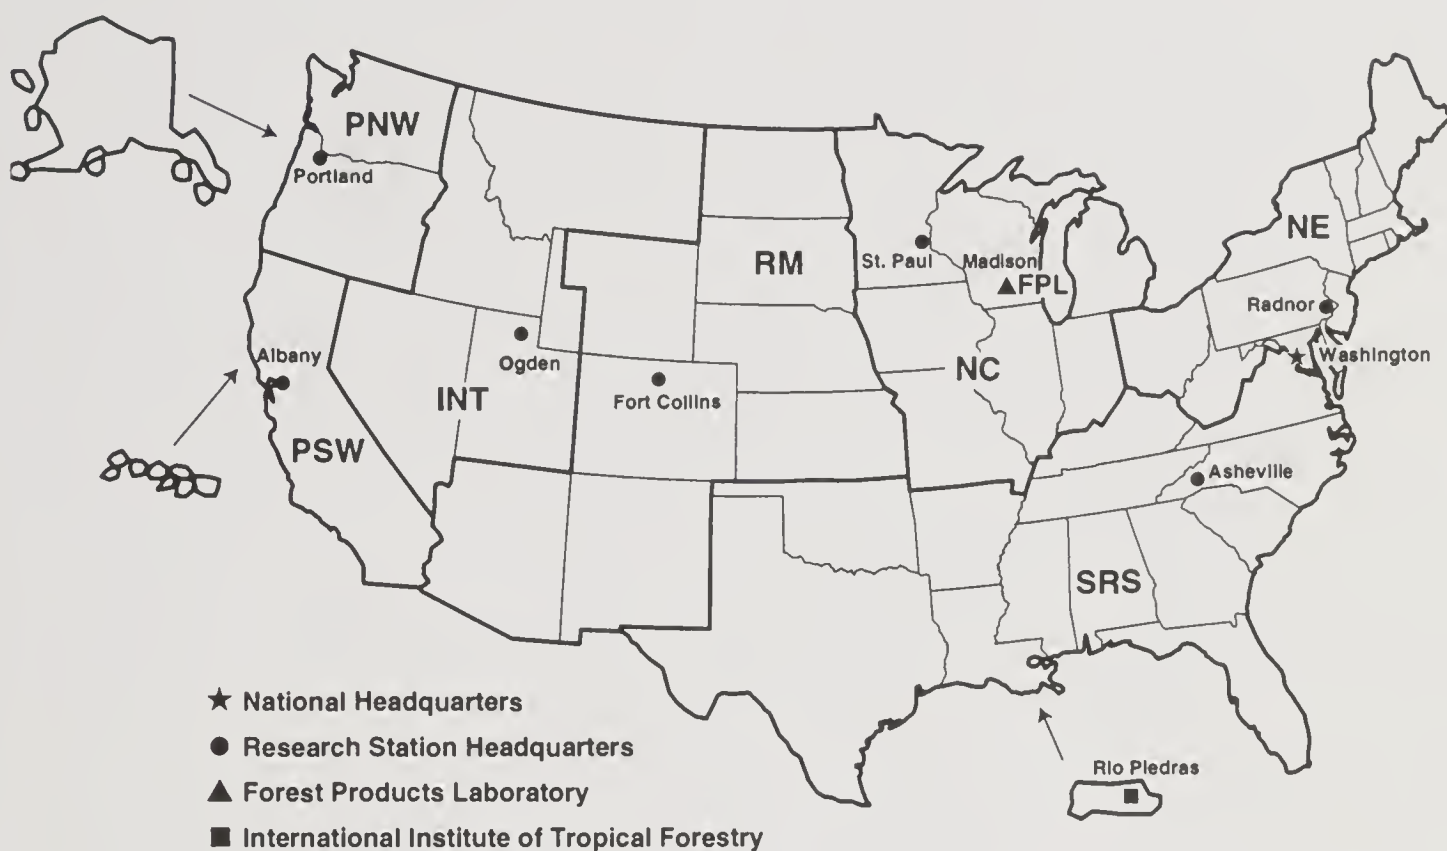 PNW
Portland
NE
RM
St. Paul
Madison
FPL
Radnor
Albany
Ogden
Washington
Fort Collins
NC
INT
PSW
Asheville
SRS
National Headquarters
Research Station Headquarters
Rio Piedras
Forest Products Laboratory
International Institute of Tropical Forestry